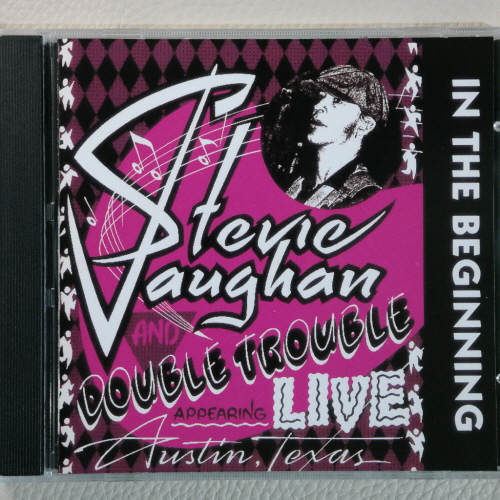 Stevie
Vaughan
AND
DOUBLE TROUBLE
APPEARING LIVE
Austin, Texas
IN THE BEGINNING